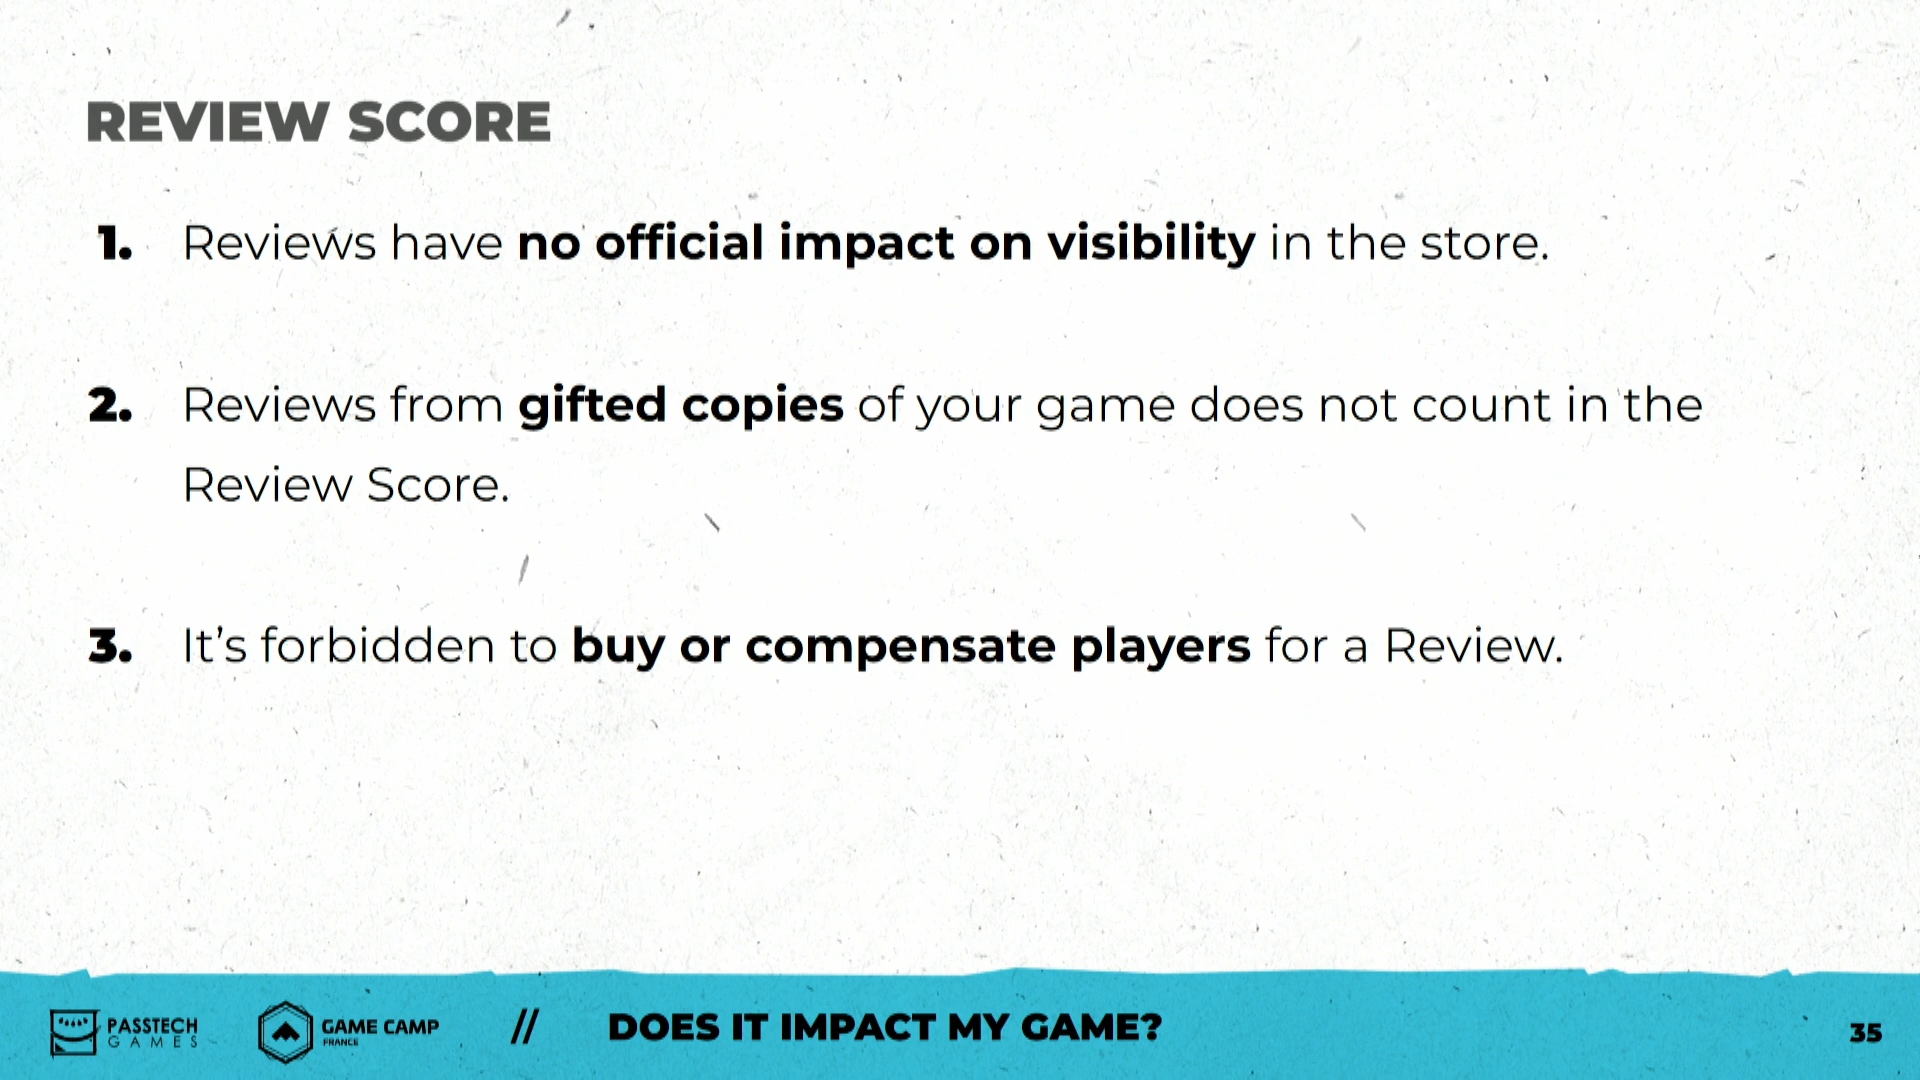 REVIEW SCORE
1. Reviews have no official impact on visibility in the store.
2. Reviews from gifted copies of your game does not count in the
Review Score.
3. It’s forbidden to buy or compensate players for a Review.
PASSTECH
GAMES
GAME CAMP
FRANCE
// DOES IT IMPACT MY GAME?
35